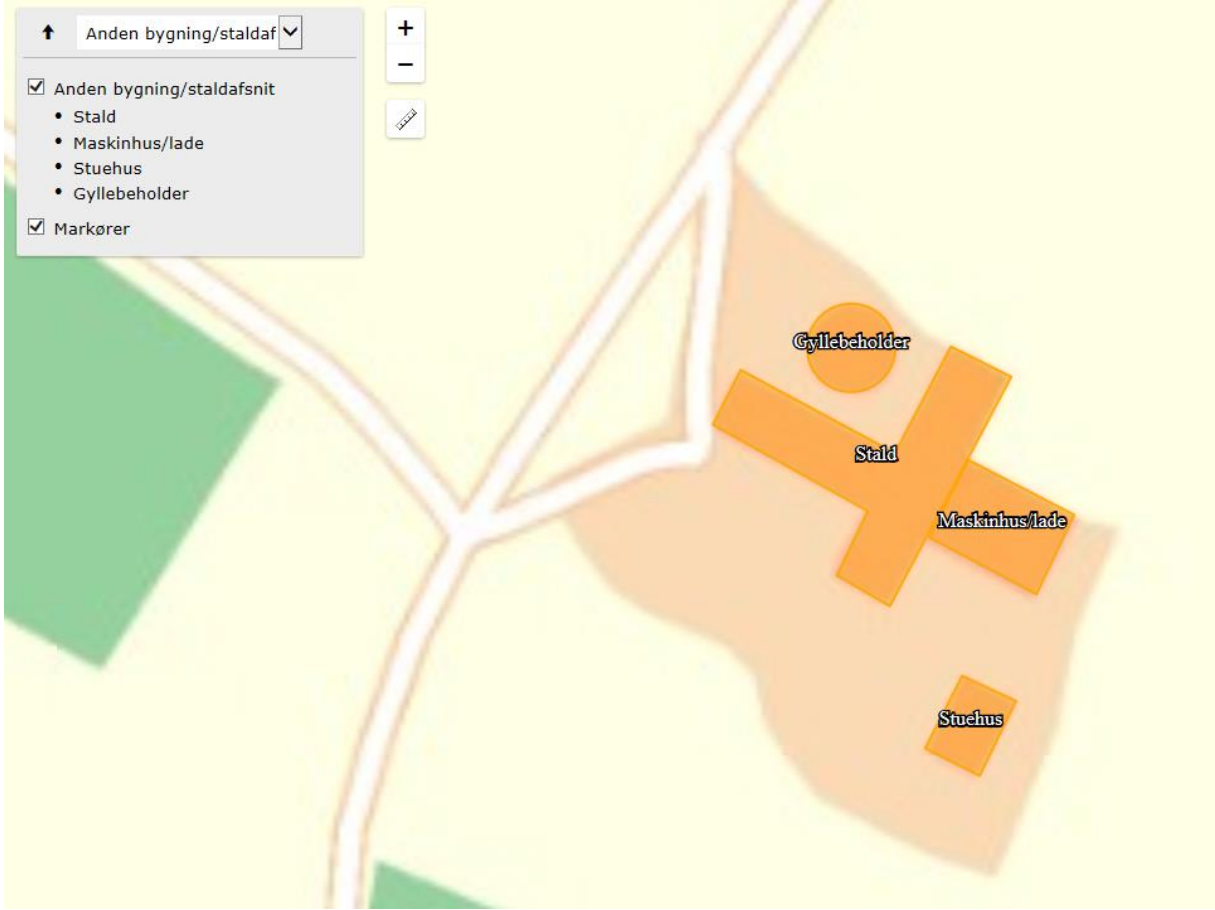 Anden bygning/staldaf
Anden bygning/staldafsnit
• Stald
• Maskinhus/lade
• Stuehus
• Gyllebeholder
Markører
+
−
Gyllebeholder
Stald
Maskinhus/lade
Stuehus